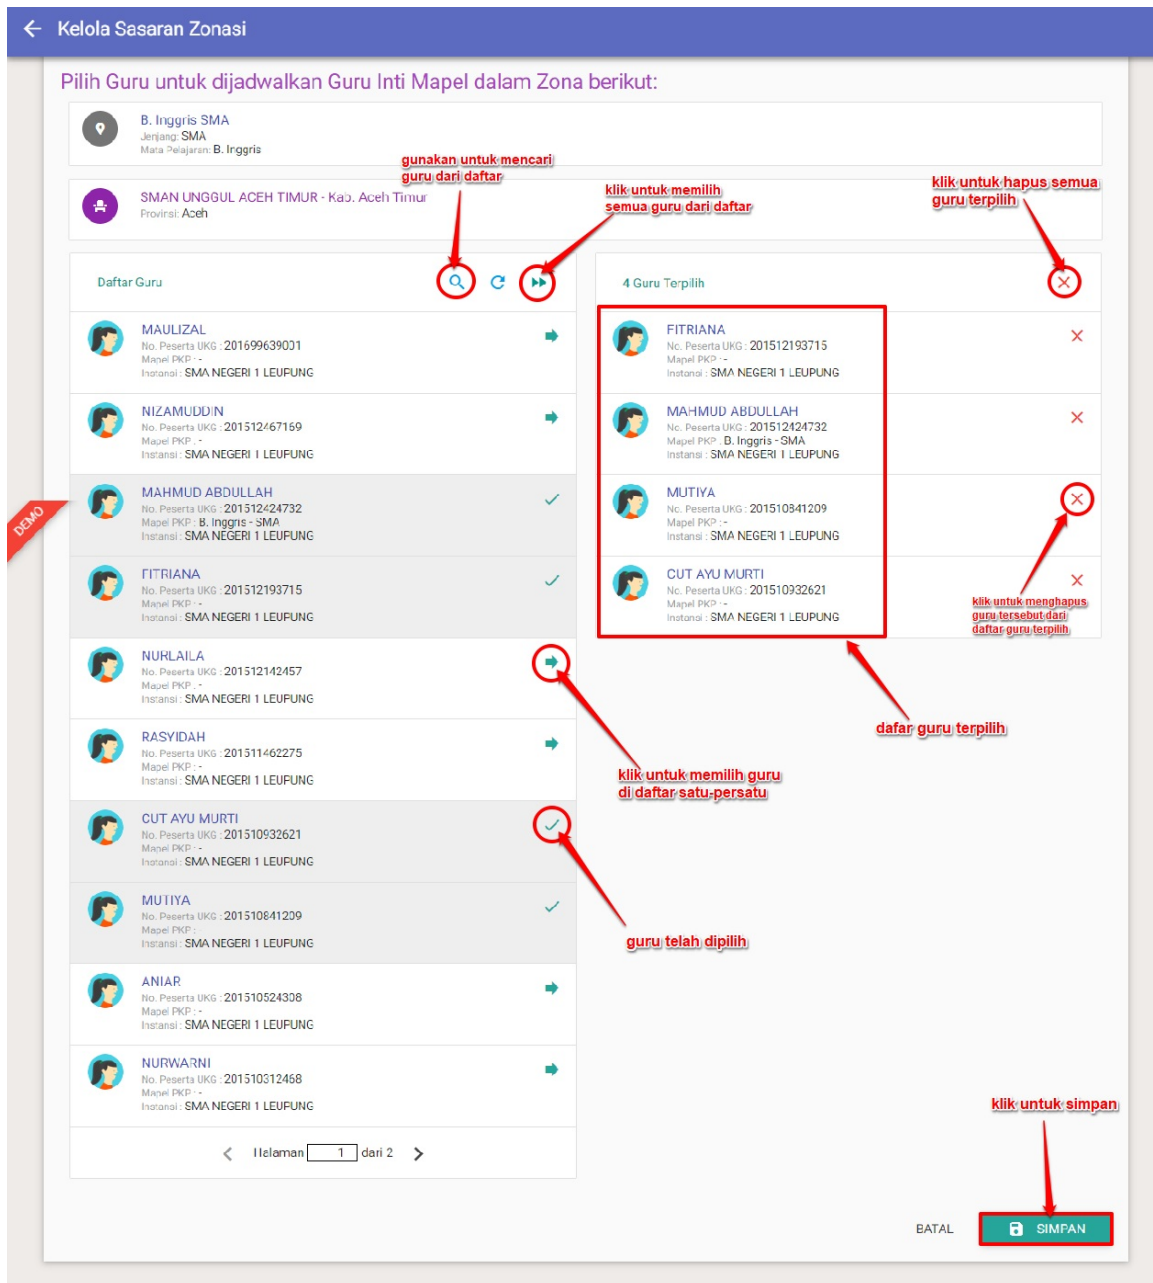 Kelola Sasaran Zonasi
Pilih Guru untuk dijadwalkan Guru Inti Mapel dalam Zona berikut:
B. Inggris SMA
Jenjang: SMA
Mata Pelajaran: B. Inggris
gunakan untuk mencari
guru dari daftar
klik untuk memilih
semua guru dari daftar
klik untuk hapus semua
guru terpilih
SMAN UNGGUL ACEH TIMUR - Kab. Aceh Timur
Provinsi: Aceh
Daftar Guru
MAULIZAL
No. Peserta UKG : 201699639001
Mapel PKP : -
Instansi : SMA NEGERI 1 LEUPUNG
NIZAMUDDIN
No. Peserta UKG : 201512467169
Mapel PKP : -
Instansi : SMA NEGERI 1 LEUPUNG
MAHMUD ABDULLAH
No. Peserta UKG : 201512424732
Mapel PKP : B. Inggris - SMA
Instansi : SMA NEGERI 1 LEUPUNG
FITRIANA
No. Peserta UKG : 201512193715
Mapel PKP : -
Instansi : SMA NEGERI 1 LEUPUNG
NURLAILA
No. Peserta UKG : 201512142457
Mapel PKP : -
Instansi : SMA NEGERI 1 LEUPUNG
RASYIDAH
No. Peserta UKG : 201511462275
Mapel PKP : -
Instansi : SMA NEGERI 1 LEUPUNG
CUT AYU MURTI
No. Peserta UKG : 201510932621
Mapel PKP : -
Instansi : SMA NEGERI 1 LEUPUNG
MUTIYA
No. Peserta UKG : 201510841209
Mapel PKP :
Instansi : SMA NEGERI 1 LEUPUNG
ANIAR
No. Peserta UKG : 201510524308
Mapel PKP : -
Instansi : SMA NEGERI 1 LEUPUNG
NURWARNI
No. Peserta UKG : 201510312468
Mapel PKP : -
Instansi : SMA NEGERI 1 LEUPUNG
Halaman 1 dari 2
4 Guru Terpilih
FITRIANA
No. Peserta UKG : 201512193715
Mapel PKP : -
Instansi : SMA NEGERI 1 LEUPUNG
MAHMUD ABDULLAH
No. Peserta UKG : 201512424732
Mapel PKP : B. Inggris - SMA
Instansi : SMA NEGERI 1 LEUPUNG
MUTIYA
No. Peserta UKG : 201510841209
Mapel PKP : -
Instansi : SMA NEGERI 1 LEUPUNG
CUT AYU MURTI
No. Peserta UKG : 201510932621
Mapel PKP : -
Instansi : SMA NEGERI 1 LEUPUNG
klik untuk menghapus
guru tersebut dari
daftar guru terpilih
dafar guru terpilih
klik untuk memilih guru
di daftar satu-persatu
guru telah dipilih
klik untuk simpan
BATAL
SIMPAN
DEMO